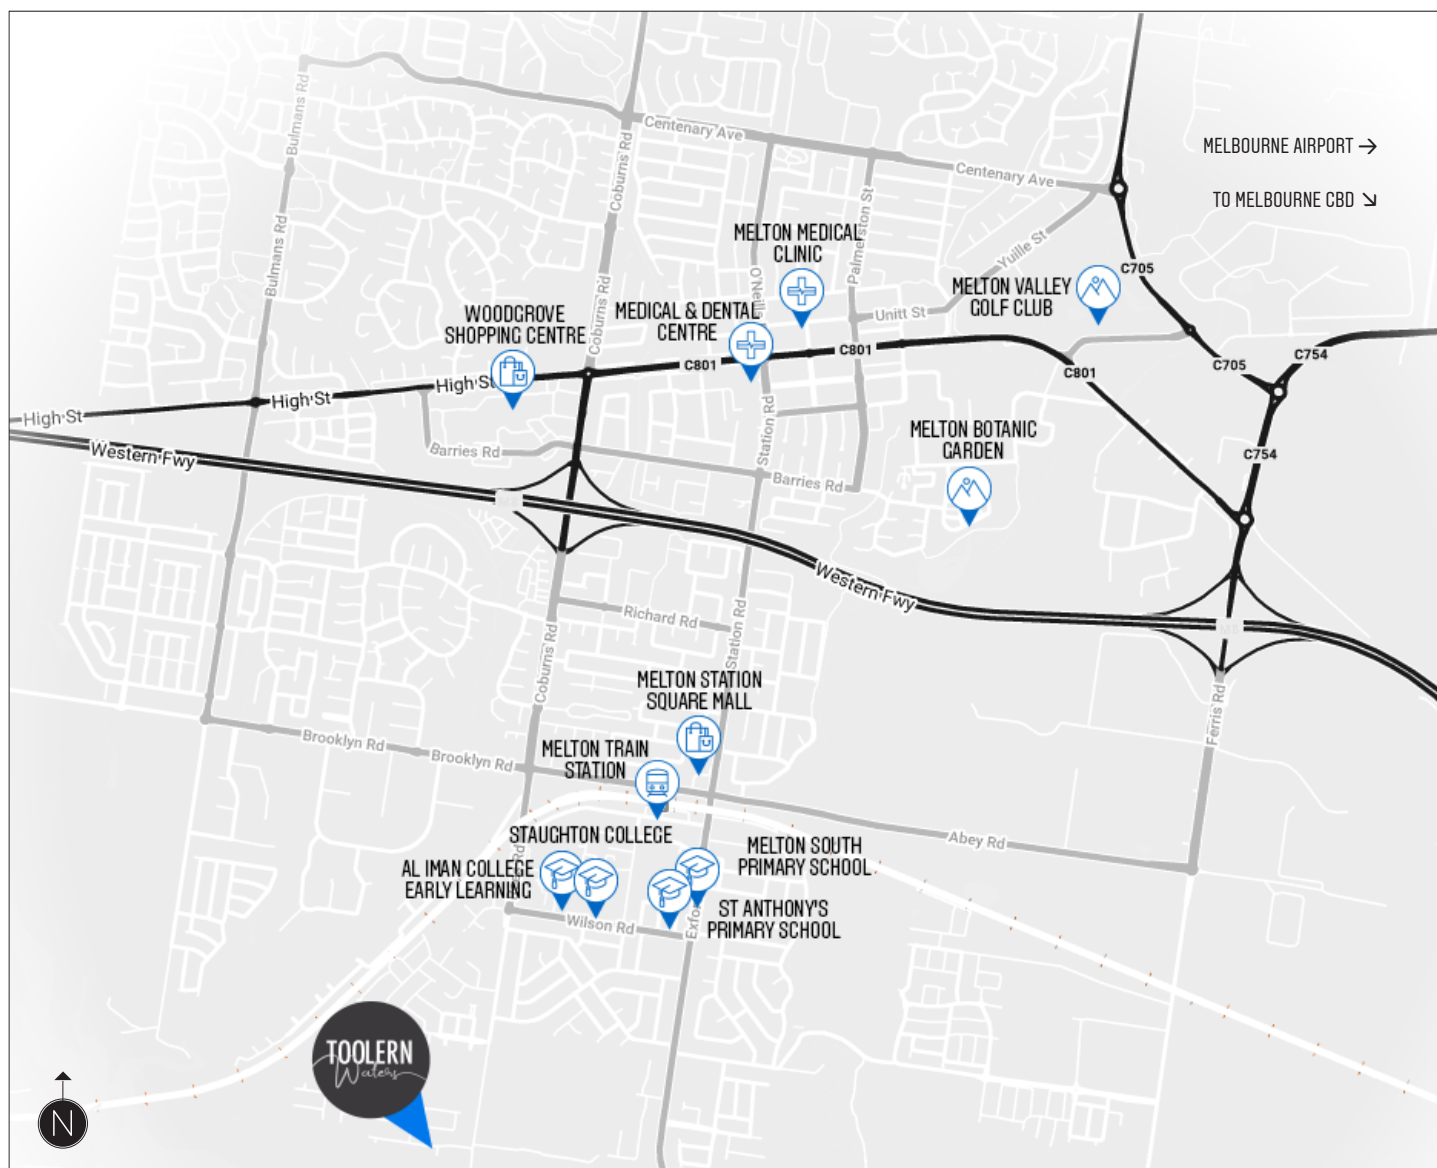 Bulmans Rd
Coburns Rd
Centenary Ave
MELBOURNE AIRPORT →
Centenary Ave
TO MELBOURNE CBD ↘
Palmerston St
Bulmans Rd
MELTON MEDICAL
CLINIC
Yuille St
O'Neills
C705
MELTON VALLEY
GOLF CLUB
Coburns Rd
WOODGROVE
SHOPPING CENTRE
MEDICAL & DENTAL
CENTRE
Unitt St
C801
C801
C801
C705
C754
High St
High St
High St
Western Fwy
Barries Rd
Station Rd
Barries Rd
MELTON BOTANIC
GARDEN
C754
Western Fwy
Richard Rd
Station Rd
Coburns Rd
MELTON STATION
SQUARE MALL
Ferris Rd
Brooklyn Rd
Brooklyn Rd
MELTON TRAIN
STATION
Abey Rd
STAUGHTON COLLEGE
MELTON SOUTH
PRIMARY SCHOOL
AL IMAN COLLEGE
EARLY LEARNING
Rd
Wilson Rd
Exfo
ST ANTHONY'S
PRIMARY SCHOOL
TOOLERN
Waters
N